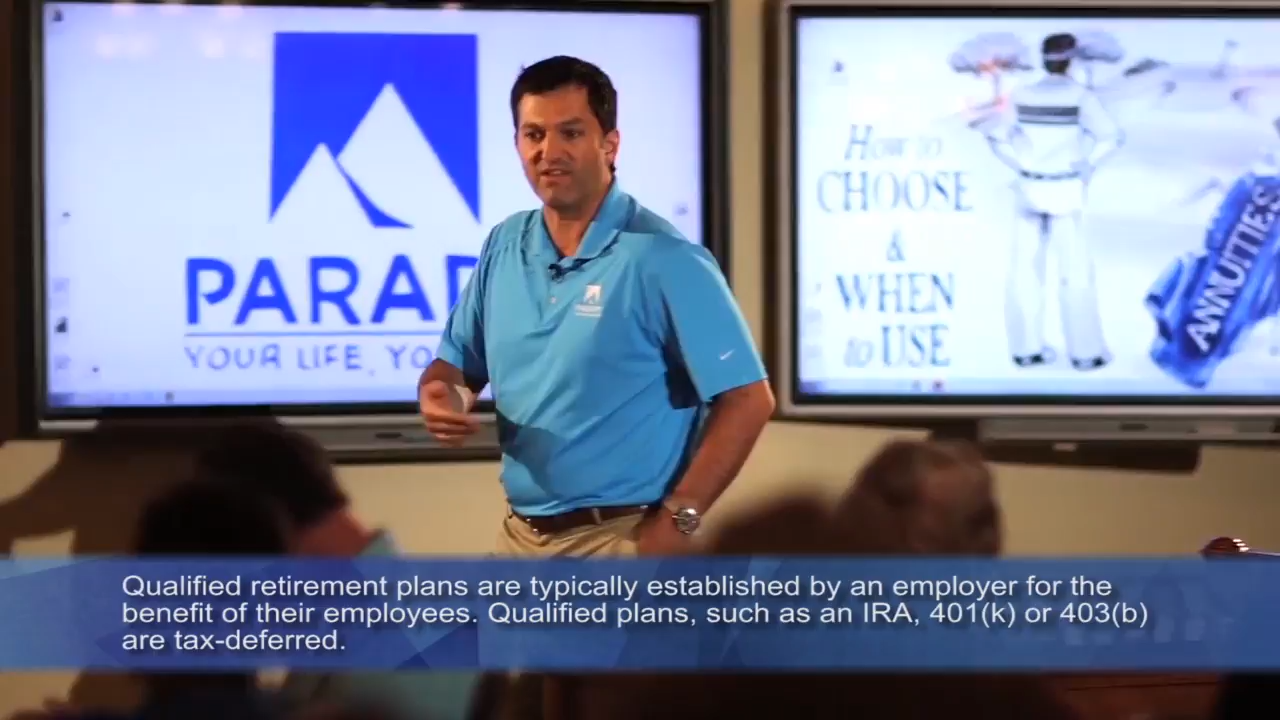 PARAD
YOUR LIFE, YO
How to
CHOOSE
&
WHEN
to USE
ANNUITIES
Qualified retirement plans are typically established by an employer for the
benefit of their employees. Qualified plans, such as an IRA, 401(k) or 403(b)
are tax-deferred.